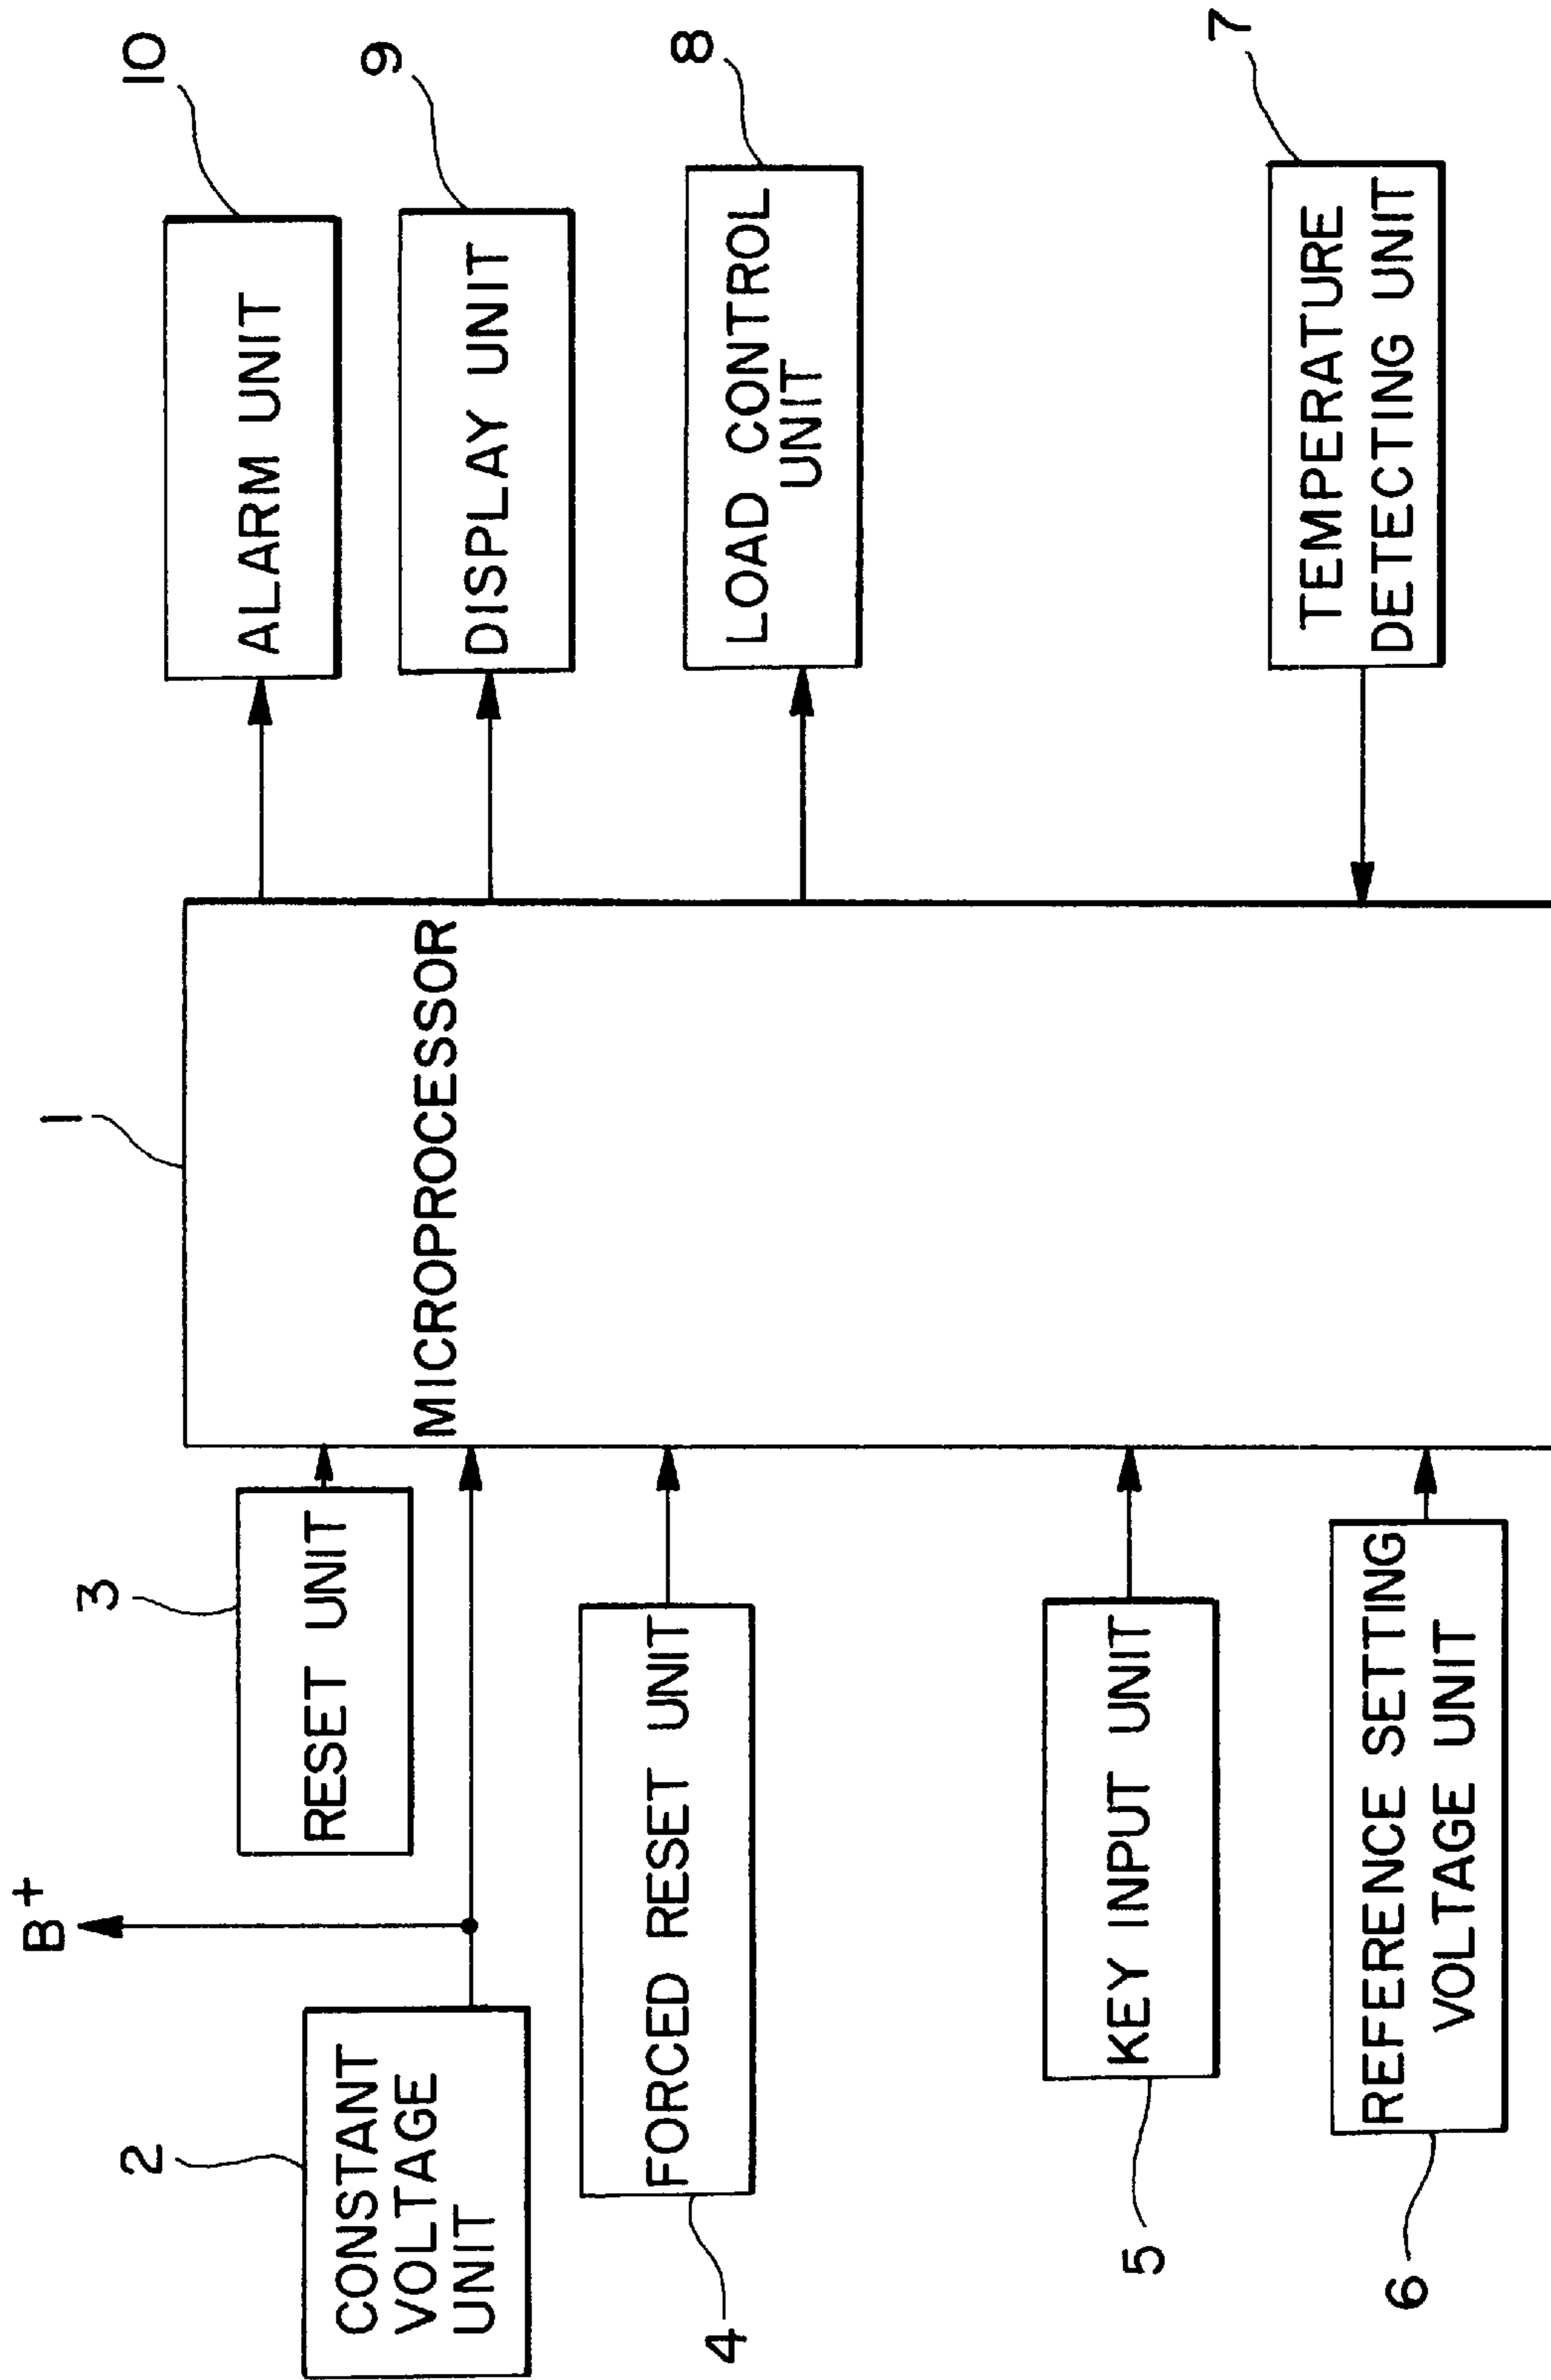 B+
2
CONSTANT
VOLTAGE
UNIT
3
RESET UNIT
4
FORCED RESET UNIT
5
KEY INPUT UNIT
6
REFERENCE SETTING
VOLTAGE UNIT
1
MICROPROCESSOR
10
ALARM UNIT
9
DISPLAY UNIT
8
LOAD CONTROL
UNIT
7
TEMPERATURE
DETECTING UNIT